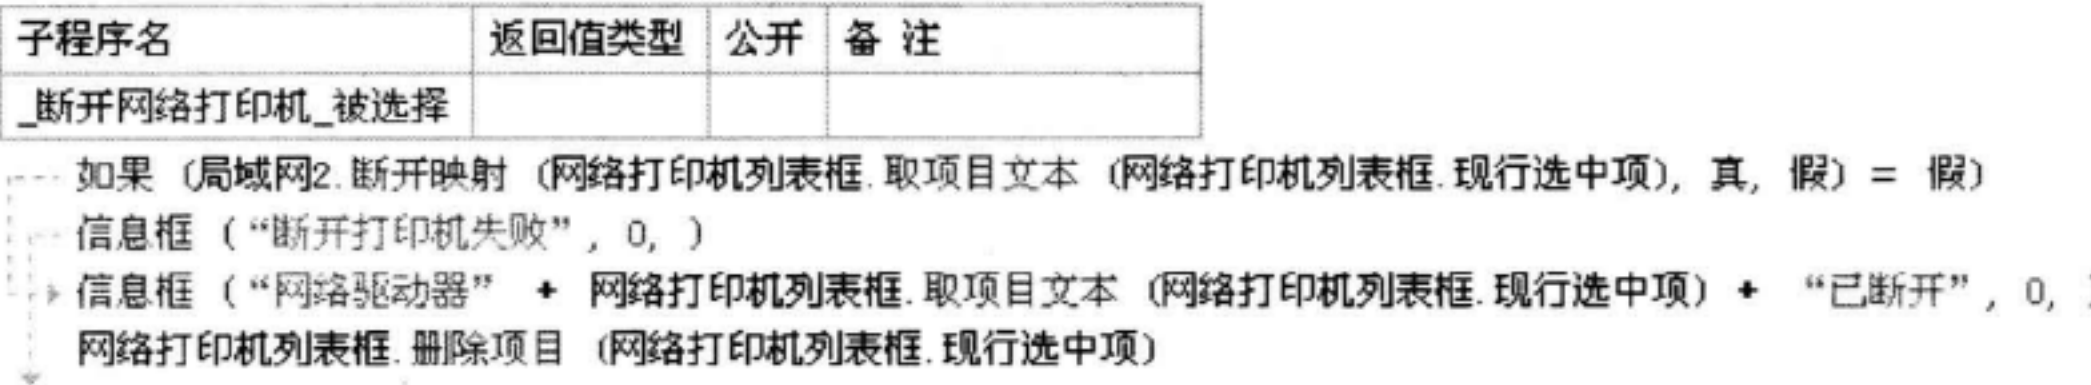 子程序名 返回值类型 公开 备 注
_断开网络打印机_被选择
如果 (局域网2.断开映射 (网络打印机列表框.取项目文本 (网络打印机列表框.现行选中项), 真, 假) = 假)
信息框 (“断开打印机失败”, 0, )
信息框 (“网络驱动器” + 网络打印机列表框.取项目文本 (网络打印机列表框.现行选中项) + “已断开”, 0,
网络打印机列表框.删除项目 (网络打印机列表框.现行选中项)